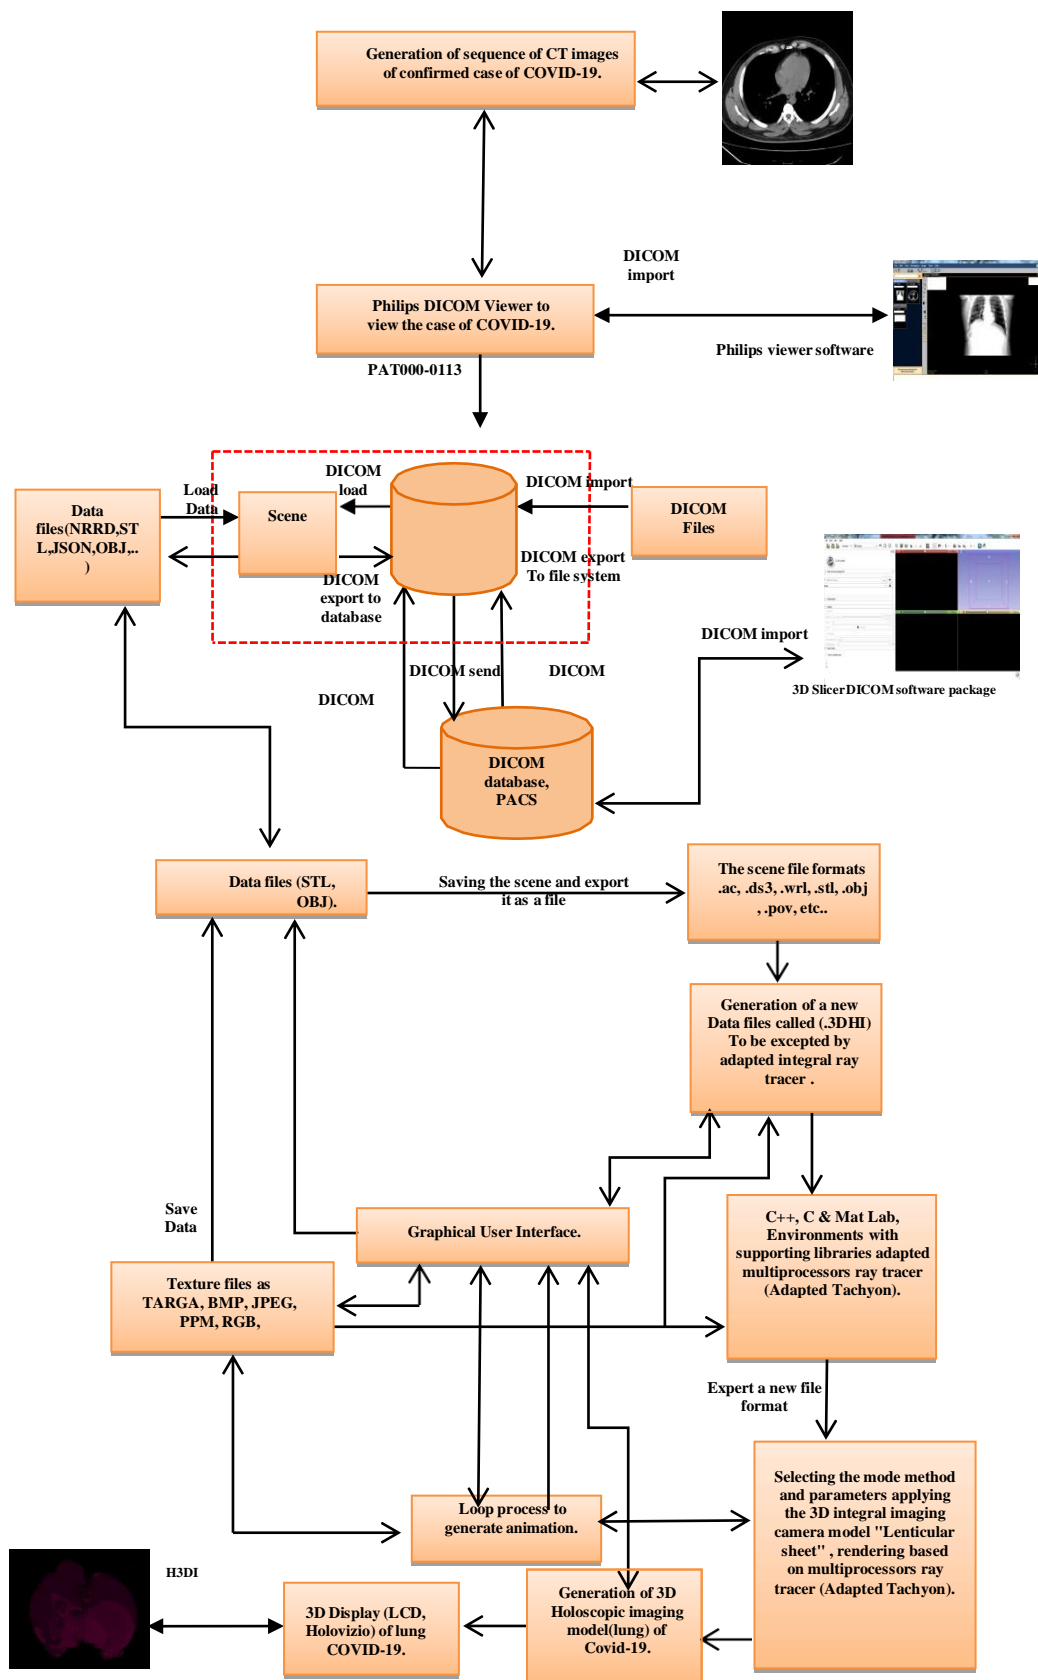 Generation of sequence of CT images
of confirmed case of COVID-19.
DICOM
import
Philips DICOM Viewer to
view the case of COVID-19.
Philips viewer software
PAT000-0113
DICOM
load
DICOM import
Load
Data
Data
files(NRRD,ST
L,JSON,OBJ,..
)
Scene
DICOM
Files
DICOM export
To file system
DICOM
export to
database
DICOM import
DICOM send
DICOM
DICOM
3D Slicer DICOM software package
DICOM
database,
PACS
Data files (STL,
OBJ).
Saving the scene and export
it as a file
The scene file formats
.ac, .ds3, .wrl, .stl, .obj
, .pov, etc..
Generation of a new
Data files called (.3DHI)
To be excepted by
adapted integral ray
tracer .
Save
Data
Graphical User Interface.
C++, C & Mat Lab,
Environments with
supporting libraries adapted
multiprocessors ray tracer
(Adapted Tachyon).
Texture files as
TARGA, BMP, JPEG,
PPM, RGB,
Expert a new file
format
Selecting the mode method
and parameters applying
the 3D integral imaging
camera model "Lenticular
sheet" , rendering based
on multiprocessors ray
tracer (Adapted Tachyon).
Loop process to
generate animation.
H3DI
3D Display (LCD,
Holovizio) of lung
COVID-19.
Generation of 3D
Holoscopic imaging
model(lung) of
Covid-19.